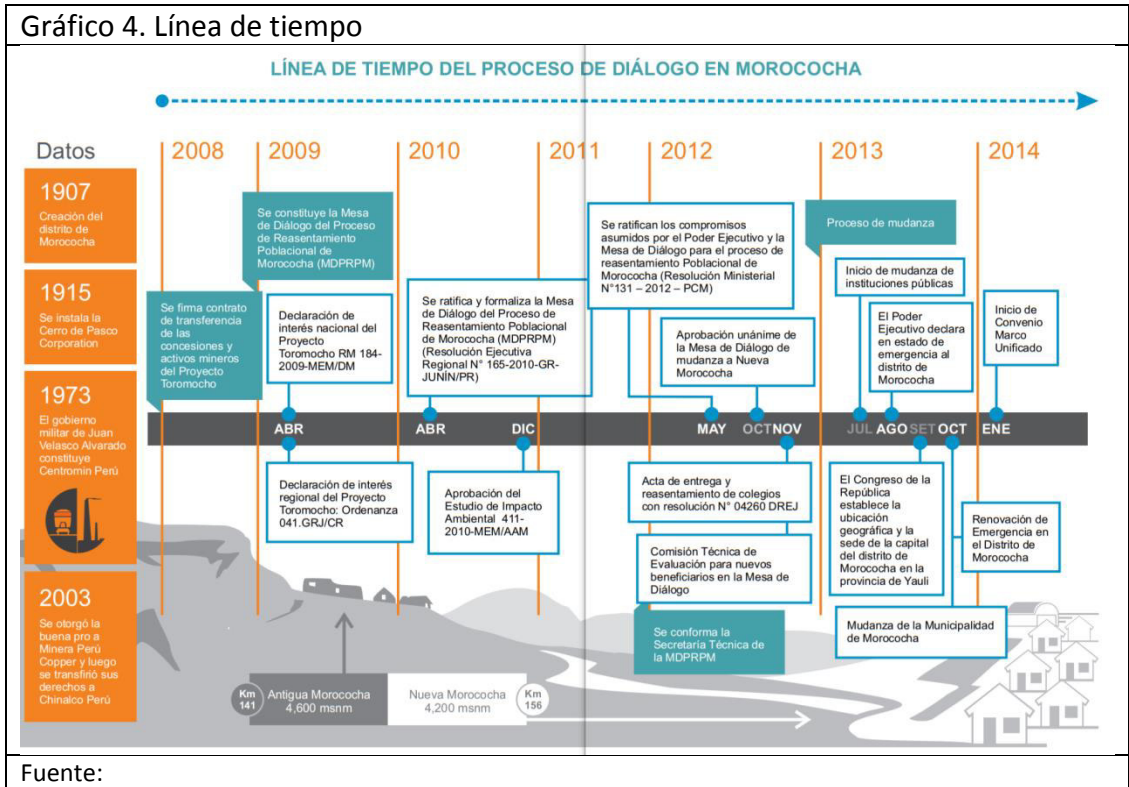 Gráfico 4. Línea de tiempo
LÍNEA DE TIEMPO DEL PROCESO DE DIÁLOGO EN MOROCOCHA
Datos
1907
Creación del
distrito de
Morococha
1915
Se instala la
Cerro de Pasco
Corporation
1973
El gobierno
militar de Juan
Velasco Alvarado
constituye
Centromin Perú
2003
Se otorgó la
buena pro a
Minera Perú
Copper y luego
se transfirió sus
derechos a
Chinalco Perú
2008
2009
2010
2011
2012
2013
2014
Se firma contrato
de transferencia
de las
concesiones y
activos mineros
del Proyecto
Toromocho
Se constituye la Mesa
de Diálogo del Proceso
de Reasentamiento
Poblacional de
Morococha (MDPRPM)
Declaración de
interés nacional del
Proyecto
Toromocho RM 184-
2009-MEM/DM
Se ratifica y formaliza la Mesa
de Diálogo del Proceso de
Reasentamiento Poblacional
de Morococha (MDPRPM)
(Resolución Ejecutiva
Regional N° 165-2010-GR-
JUNÍN/PR)
Se ratifican los compromisos
asumidos por el Poder Ejecutivo y la
Mesa de Diálogo para el proceso de
reasentamiento Poblacional de
Morococha (Resolución Ministerial
N°131 – 2012 – PCM)
Aprobación unánime de
la Mesa de Diálogo de
mudanza a Nueva
Morococha
Proceso de mudanza
Inicio de mudanza de
instituciones públicas
El Poder
Ejecutivo declara
en estado de
emergencia al
distrito de
Morococha
Inicio de
Convenio
Marco
Unificado
ABR
ABR
DIC
MAY
OCT
NOV
JUL
AGO
SET
OCT
ENE
Declaración de interés
regional del Proyecto
Toromocho: Ordenanza
041.GRJ/CR
Aprobación del
Estudio de Impacto
Ambiental 411-
2010-MEM/AAM
Acta de entrega y
reasentamiento de colegios
con resolución N° 04260 DREJ
Comisión Técnica de
Evaluación para nuevos
beneficiarios en la Mesa de
Diálogo
Se conforma la
Secretaría Técnica de
la MDPRPM
El Congreso de la
República
establece la
ubicación
geográfica y la
sede de la capital
del distrito de
Morococha en la
provincia de Yauli
Renovación de
Emergencia en
el Distrito de
Morococha
Mudanza de la Municipalidad
de Morococha
Km
141
Antigua Morococha
4,600 msnm
Nueva Morococha
4,200 msnm
Km
156
Fuente: